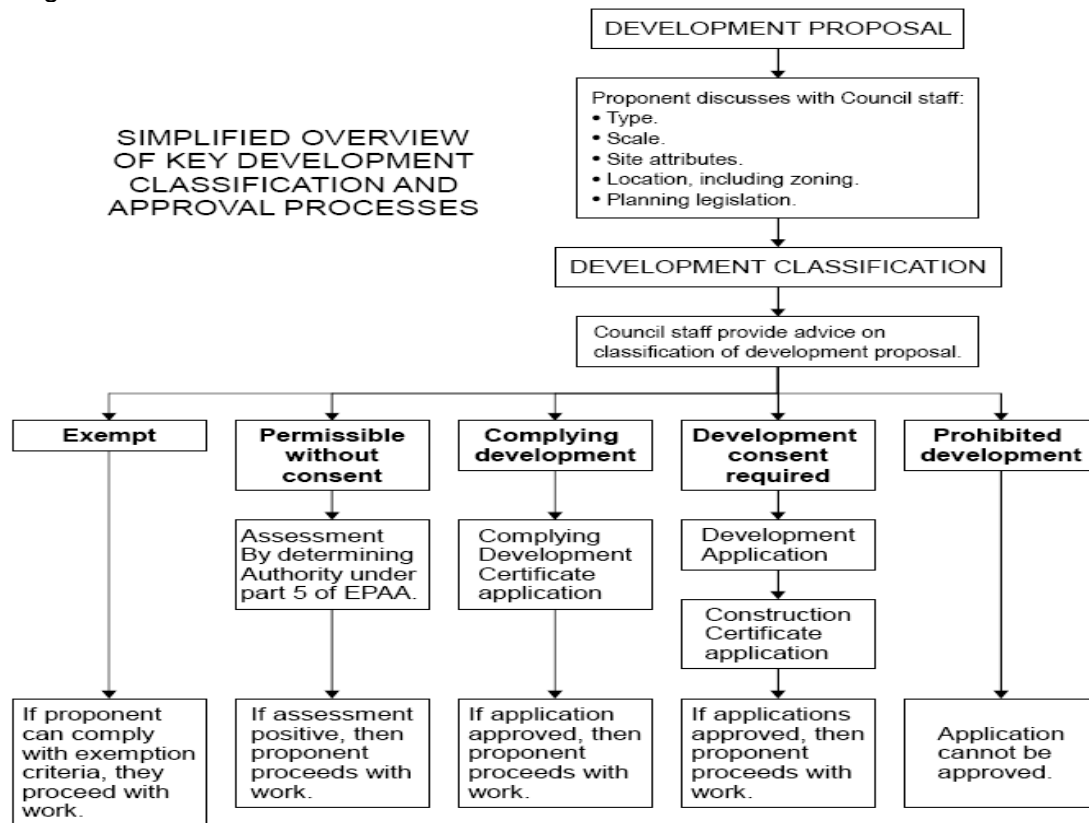 DEVELOPMENT PROPOSAL
Proponent discusses with Council staff:
• Type.
• Scale.
• Site attributes.
• Location, including zoning.
• Planning legislation.
SIMPLIFIED OVERVIEW
OF KEY DEVELOPMENT
CLASSIFICATION AND
APPROVAL PROCESSES
DEVELOPMENT CLASSIFICATION
Council staff provide advice on
classification of development proposal.
Exempt
Permissible
without
consent
Complying
development
Development
consent
required
Prohibited
development
Assessment
By determining
Authority under
part 5 of EPAA.
Complying
Development
Certificate
application
Development
Application
Construction
Certificate
application
If proponent
can comply
with exemption
criteria, they
proceed with
work.
If assessment
positive, then
proponent
proceeds with
work.
If application
approved, then
proponent
proceeds with
work.
If applications
approved, then
proponent
proceeds with
work.
Application
cannot be
approved.